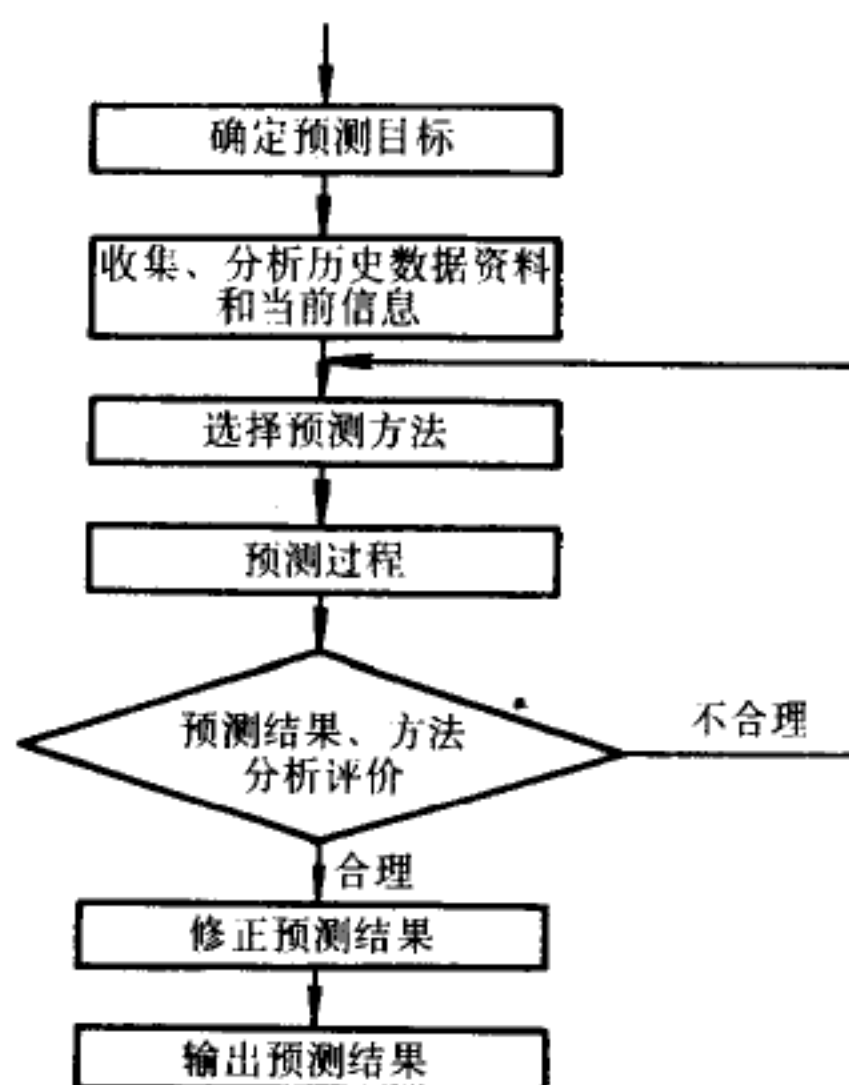 确定预测目标
收集、分析历史数据资料
和当前信息
选择预测方法
预测过程
预测结果、方法
分析评价
不合理
合理
修正预测结果
输出预测结果